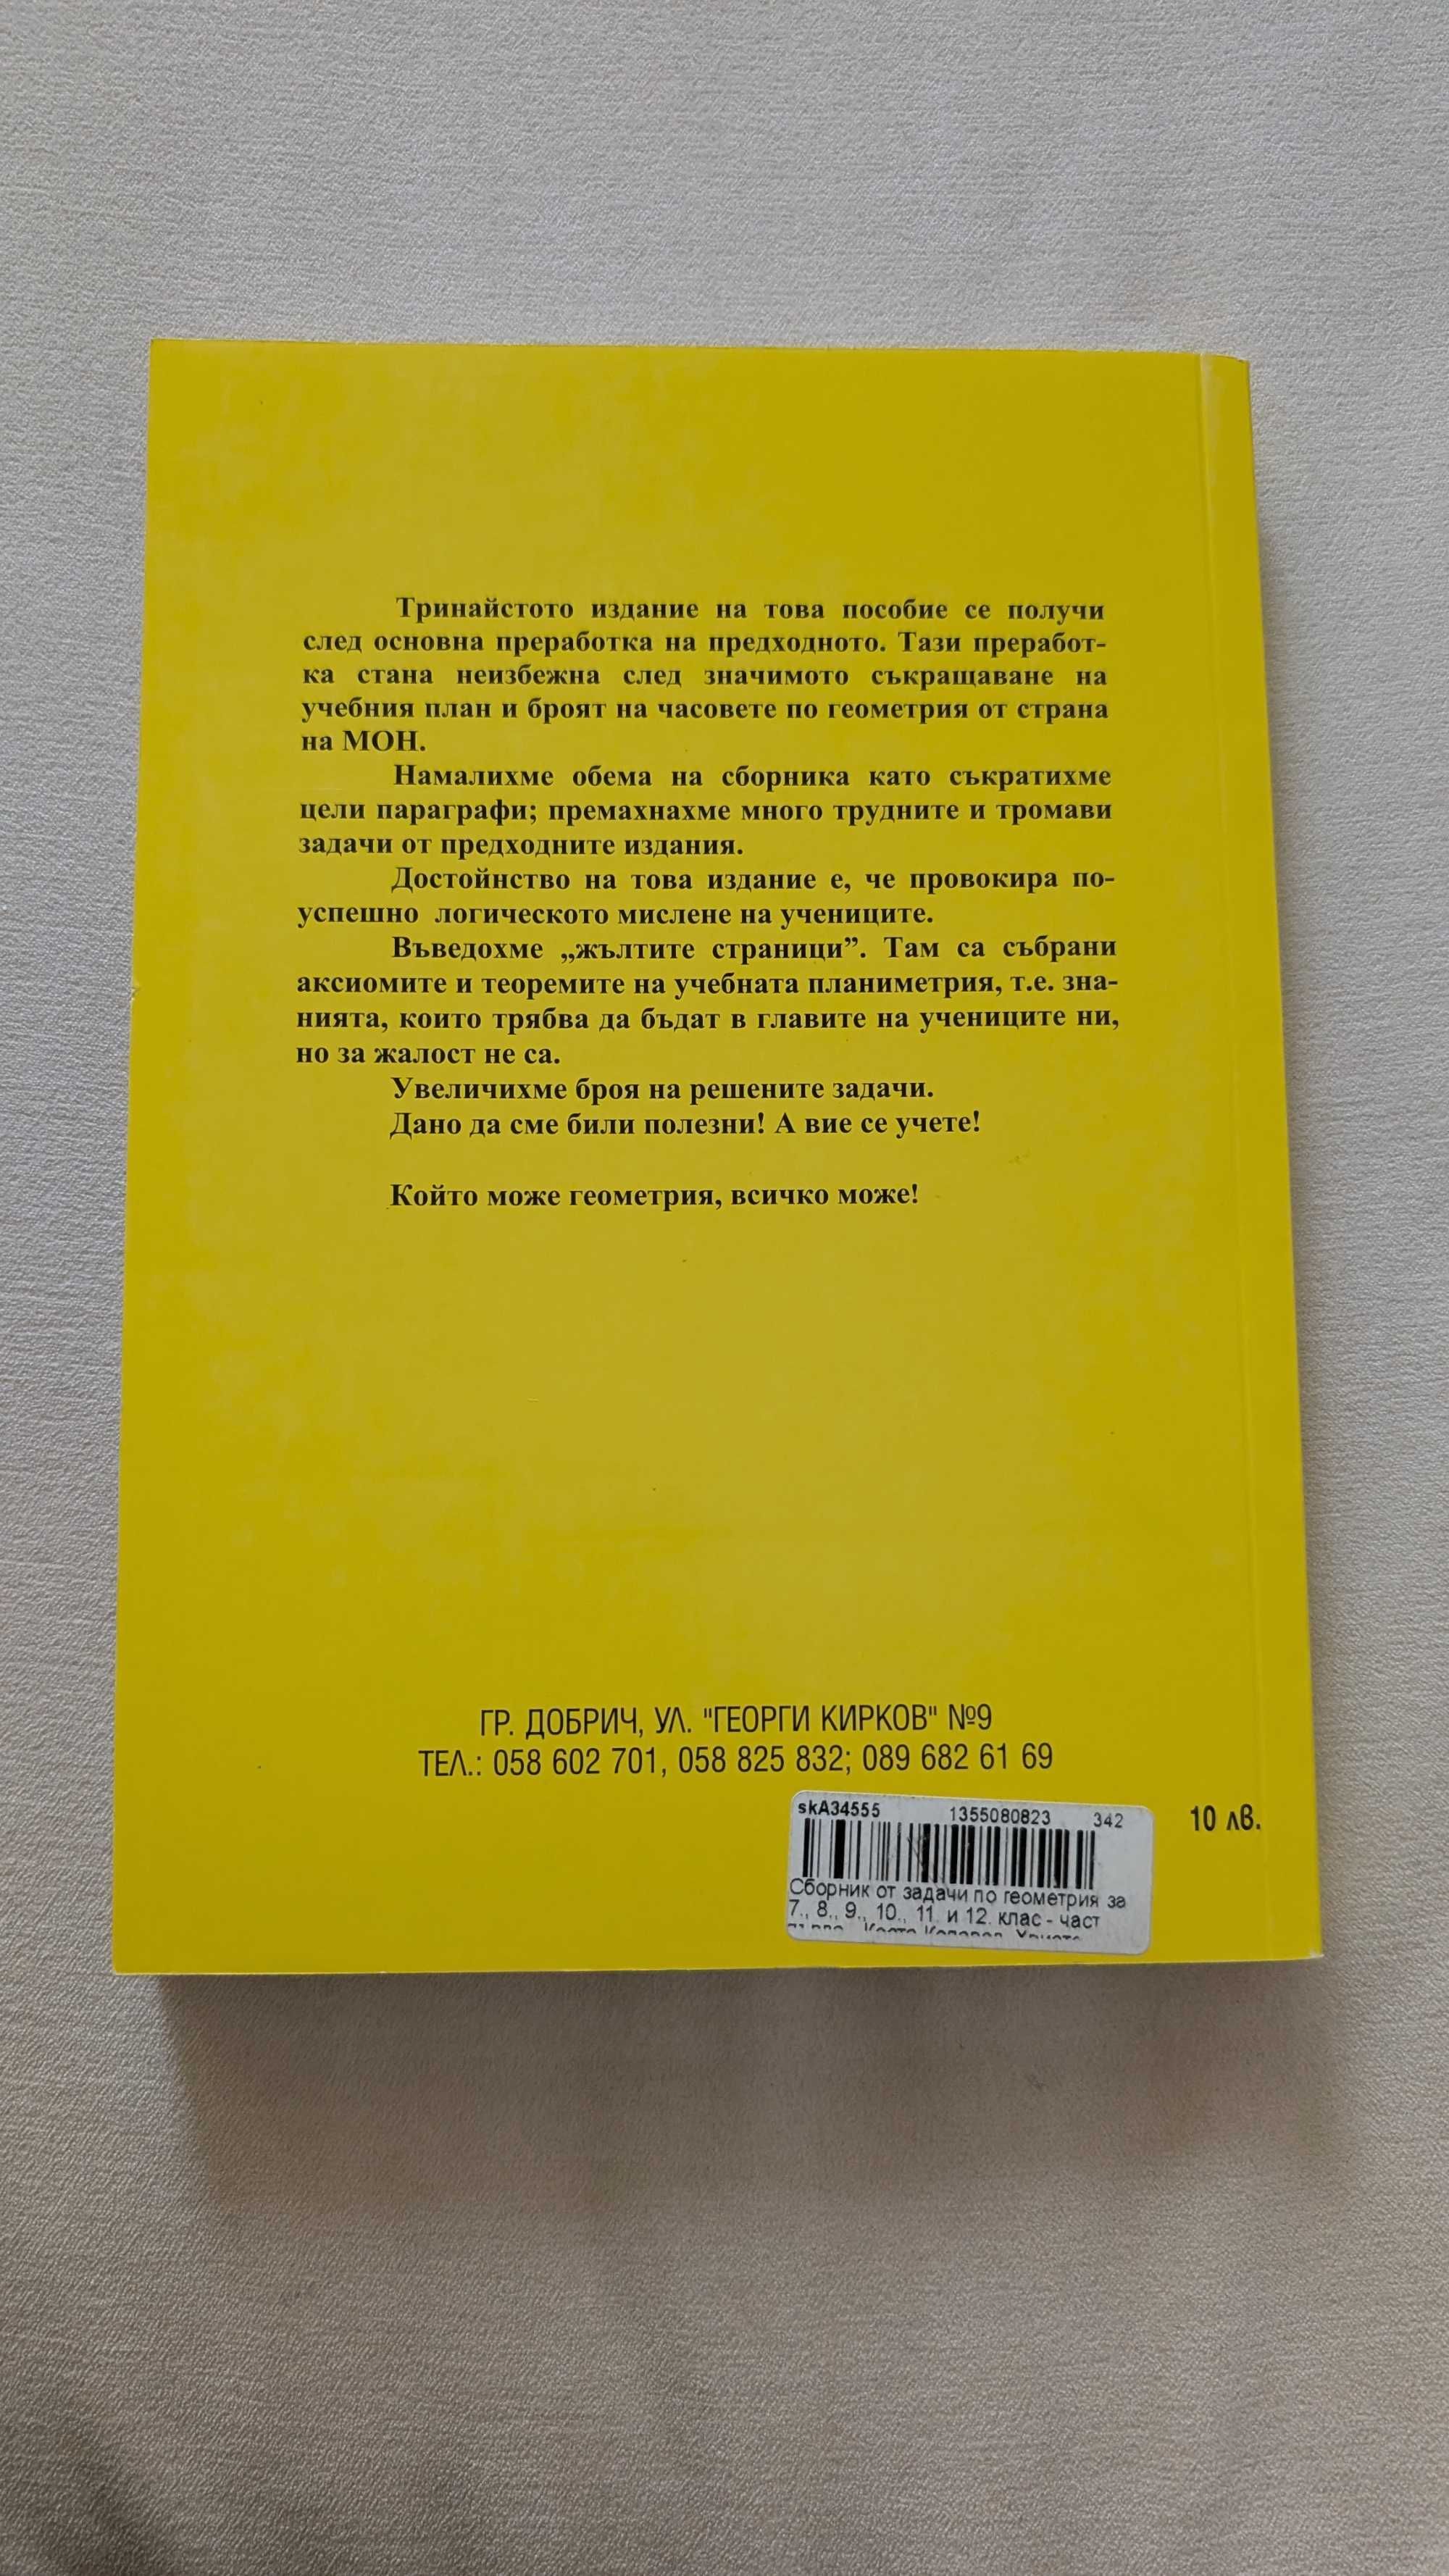 Тринайстото издание на това пособие се получи
след основна преработка на предходното. Тази преработ-
ка стана неизбежна след значимото съкращаване на
учебния план и броят на часовете по геометрия от страна
на МОН.
Намалихме обема на сборника като съкратихме
цели параграфи; премахнахме много трудните и тромави
задачи от предходните издания.
Достойнство на това издание е, че провокира по-
успешно логическото мислене на учениците.
Въведохме „жълтите страници”. Там са събрани
аксиомите и теоремите на учебната планиметрия, т.е. зна-
нията, които трябва да бъдат в главите на учениците ни,
но за жалост не са.
Увеличихме броя на решените задачи.
Дано да сме били полезни! А вие се учете!
Който може геометрия, всичко може!
ГР. ДОБРИЧ, УЛ. "ГЕОРГИ КИРКОВ" №9
ТЕЛ.: 058 602 701, 058 825 832; 089 682 61 69
10 лв.
skA34555 1355080823 342
Сборник от задачи по геометрия за
7., 8., 9., 10., 11. и 12. клас - част